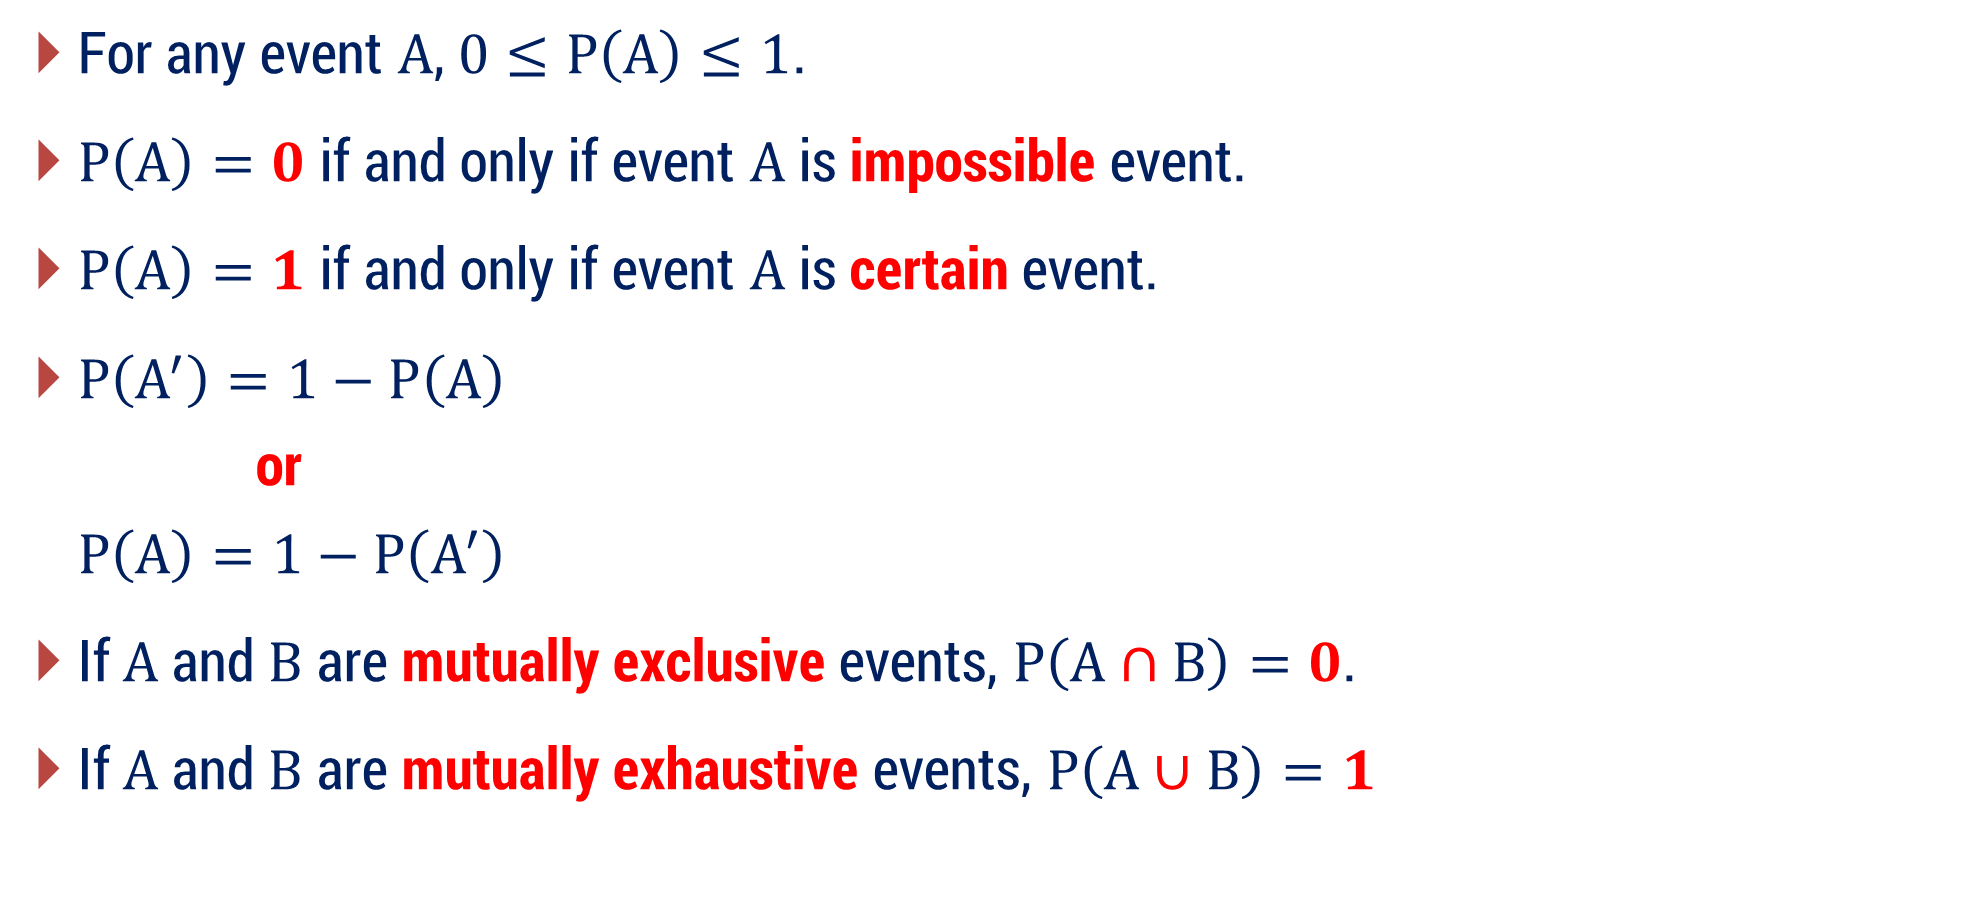 For any event A, 0 ≤ P(A) ≤ 1.
P(A) = 0 if and only if event A is impossible event.
P(A) = 1 if and only if event A is certain event.
P(A′) = 1 − P(A)
or
P(A) = 1 − P(A′)
If A and B are mutually exclusive events, P(A ∩ B) = 0.
If A and B are mutually exhaustive events, P(A ∪ B) = 1